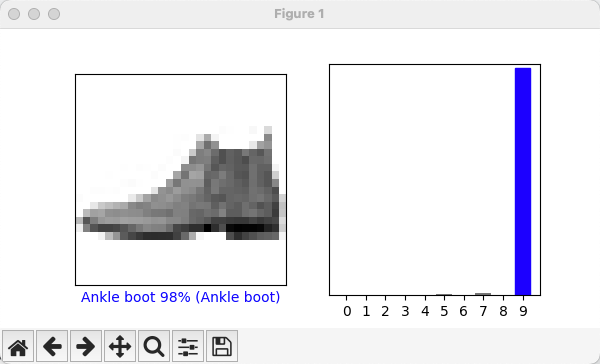 Figure 1
Ankle boot 98% (Ankle boot)
0 1 2 3 4 5 6 7 8 9